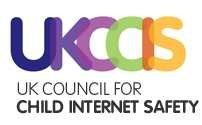 UKCCIS
UK COUNCIL FOR
CHILD INTERNET SAFETY